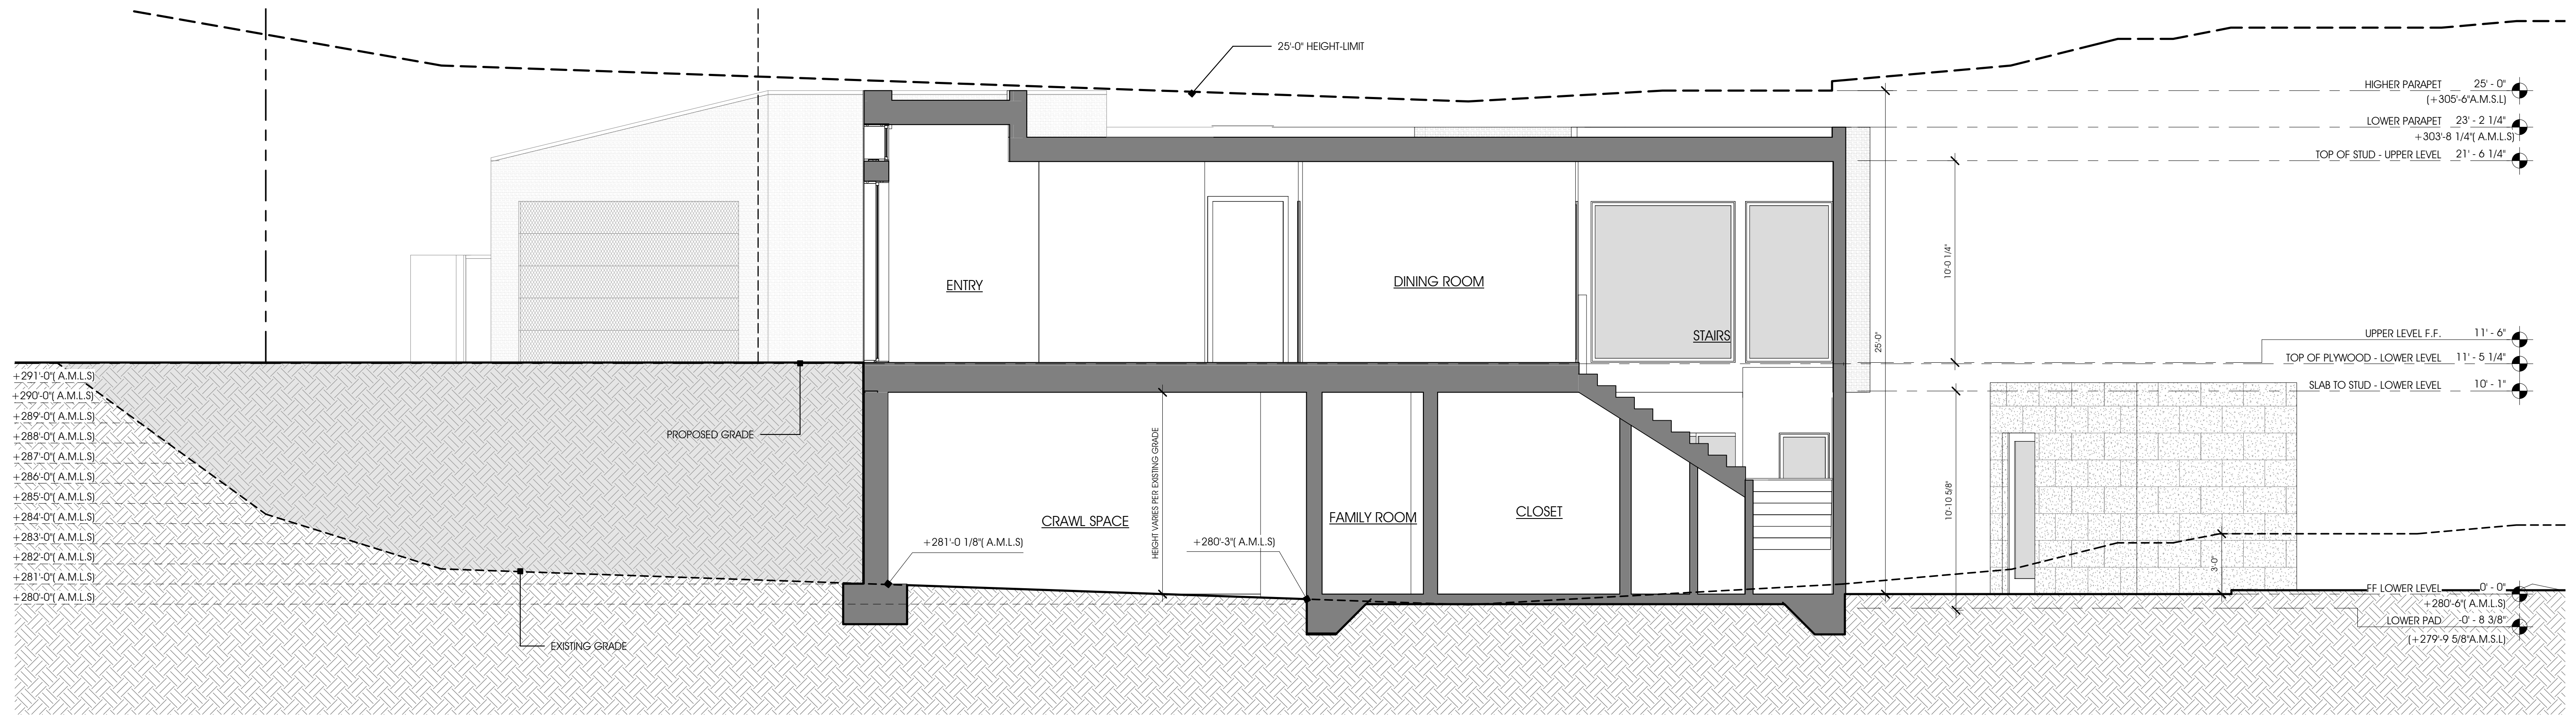 25'-0" HEIGHT-LIMIT
HIGHER PARAPET 25' - 0"
(+305'-6"A.M.S.L)
LOWER PARAPET 23' - 2 1/4"
+303'-8 1/4"( A.M.L.S)
TOP OF STUD - UPPER LEVEL 21' - 6 1/4"
10'-0 1/4"
ENTRY
DINING ROOM
STAIRS
25'-0"
UPPER LEVEL F.F. 11' - 6"
TOP OF PLYWOOD - LOWER LEVEL 11' - 5 1/4"
SLAB TO STUD - LOWER LEVEL 10' - 1"
+291'-0"( A.M.L.S)
+290'-0"( A.M.L.S)
+289'-0"( A.M.L.S)
+288'-0"( A.M.L.S)
+287'-0"( A.M.L.S)
+286'-0"( A.M.L.S)
+285'-0"( A.M.L.S)
+284'-0"( A.M.L.S)
+283'-0"( A.M.L.S)
+282'-0"( A.M.L.S)
+281'-0"( A.M.L.S)
+280'-0"( A.M.L.S)
PROPOSED GRADE
HEIGHT VARIES PER EXISTING GRADE
CRAWL SPACE
FAMILY ROOM
CLOSET
10'-10 5/8"
+281'-0 1/8"( A.M.L.S)
+280'-3"( A.M.L.S)
3'-0"
FF LOWER LEVEL 0' - 0"
+280'-6"( A.M.L.S)
LOWER PAD -0' - 8 3/8"
(+279'-9 5/8"A.M.S.L)
EXISTING GRADE